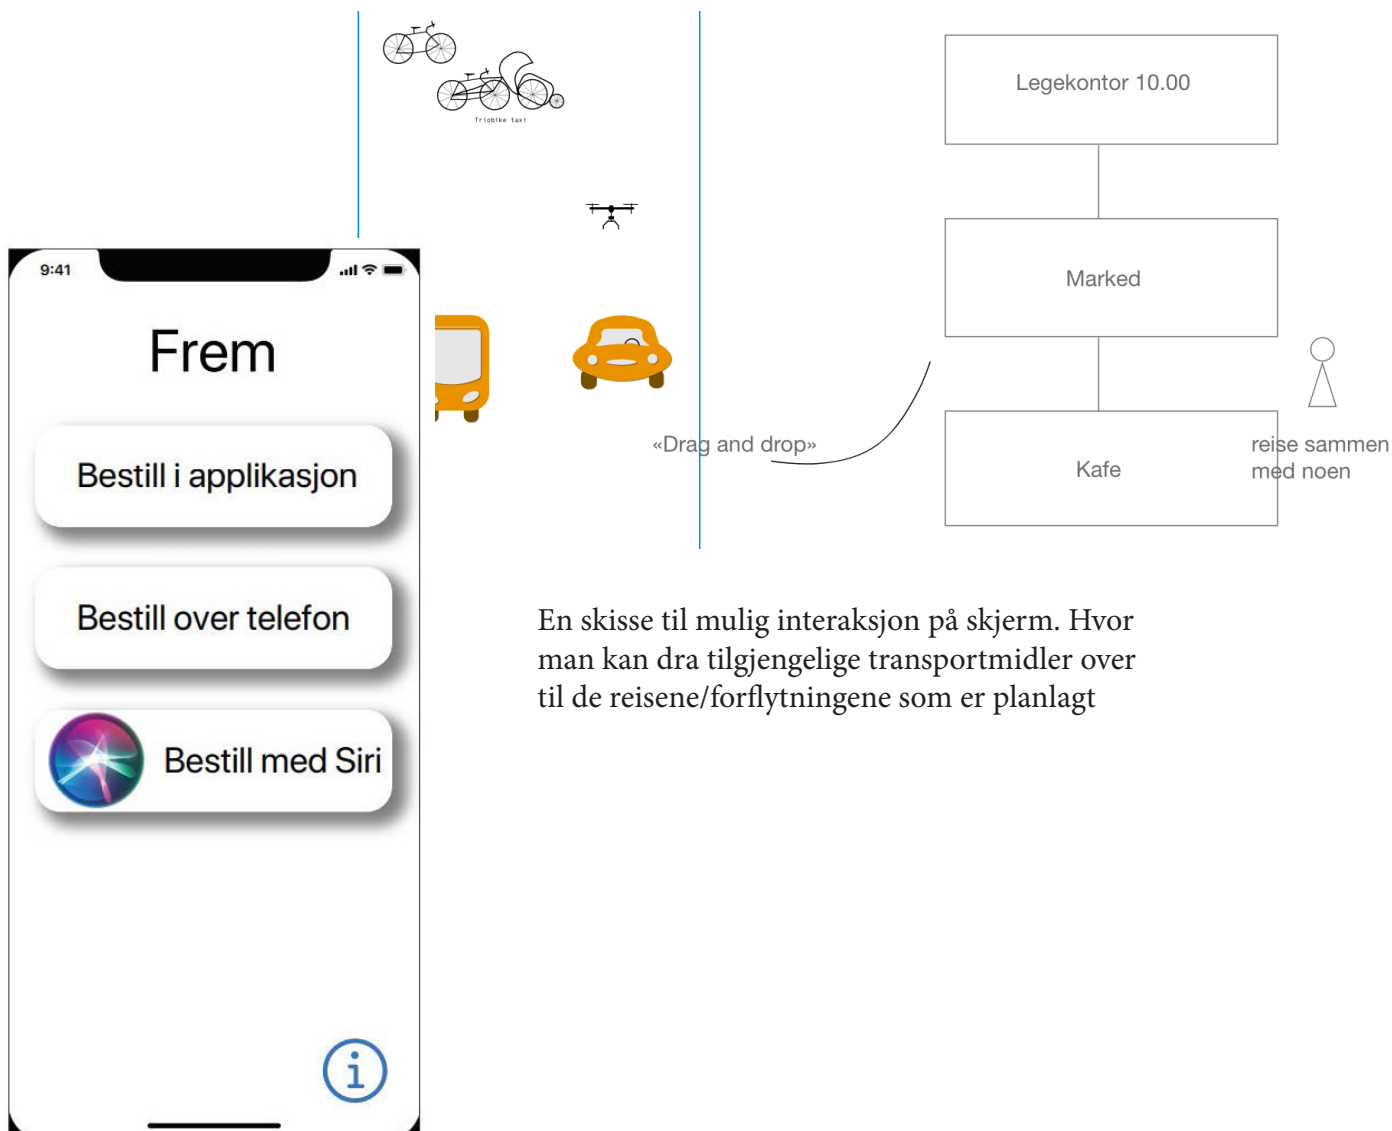 Triobike taxi
Legekontor 10.00
Marked
Kafe
«Drag and drop»
reise sammen
med noen
9:41
Frem
Bestill i applikasjon
Bestill over telefon
Bestill med Siri
i
En skisse til mulig interaksjon på skjerm. Hvor
man kan dra tilgjengelige transportmidler over
til de reisene/forflytningene som er planlagt